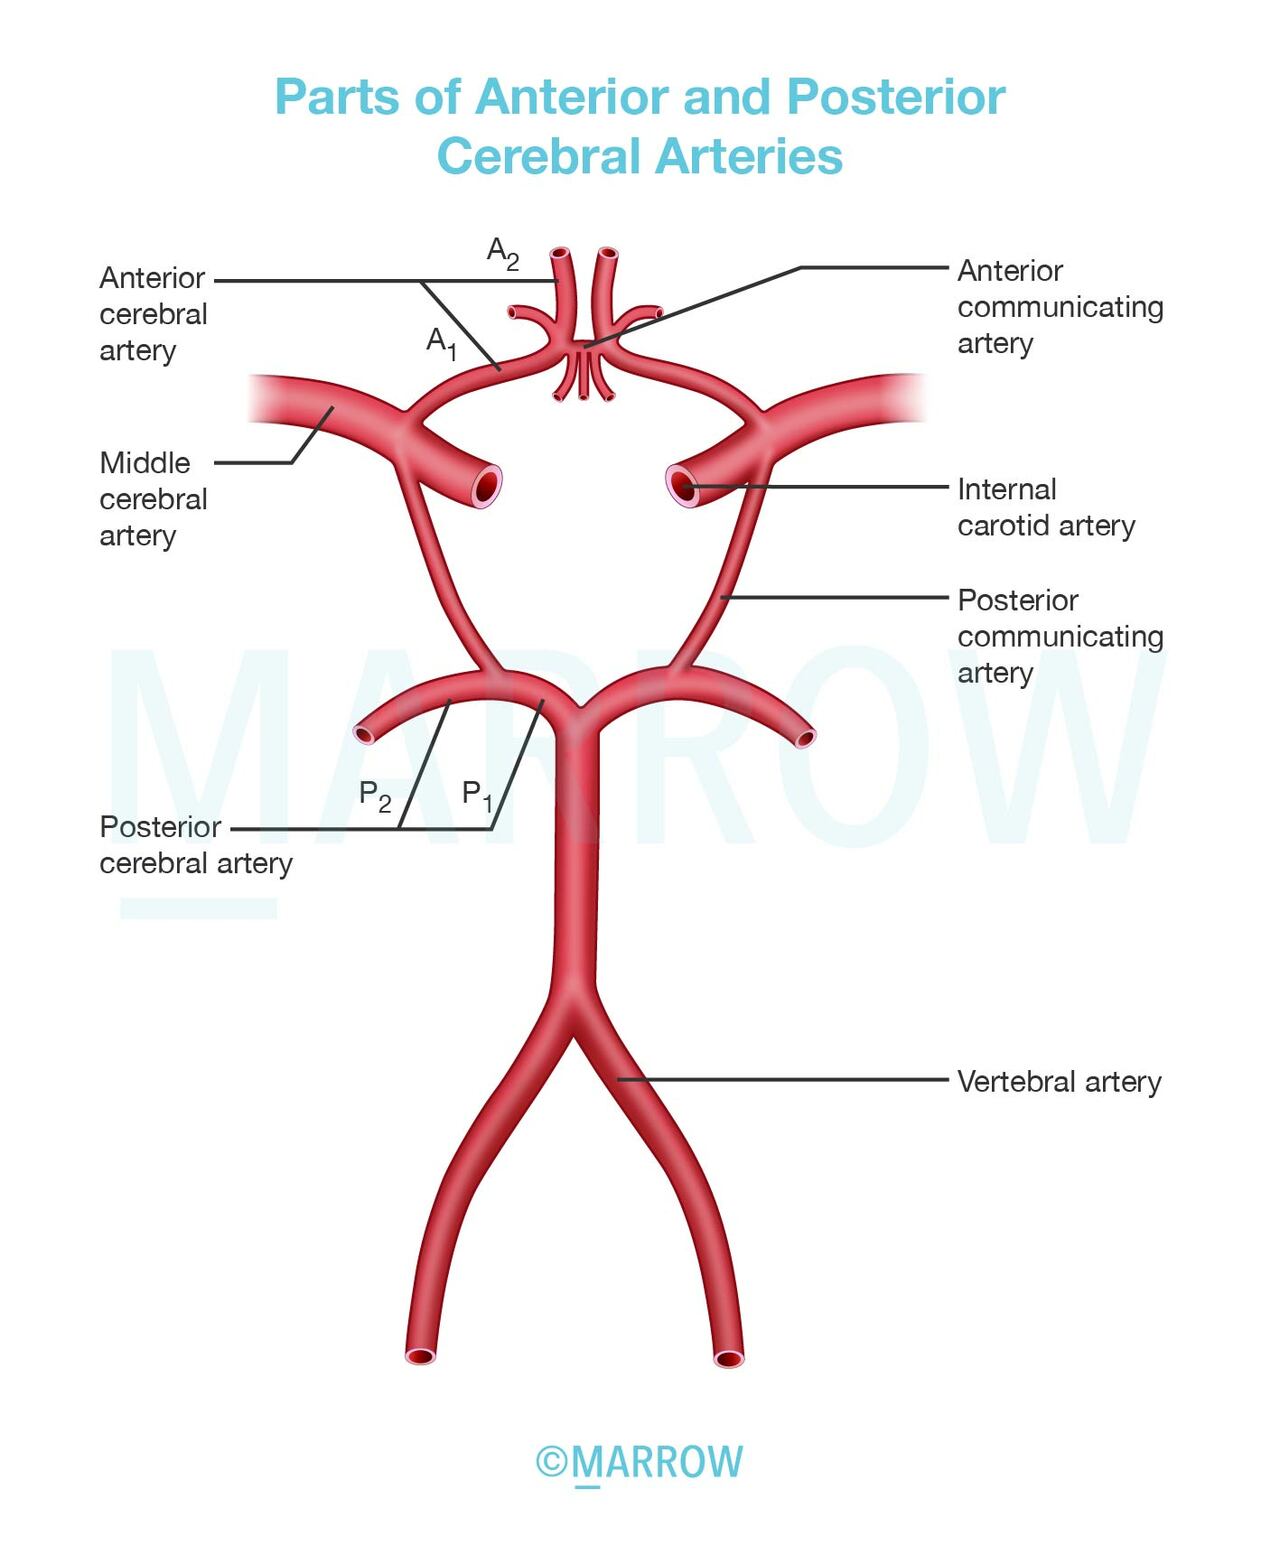 Parts of Anterior and Posterior
Cerebral Arteries
A2
Anterior
cerebral
artery
A1
Anterior
communicating
artery
Middle
cerebral
artery
Internal
carotid artery
Posterior
communicating
artery
MARROW
P2
P1
Posterior
cerebral artery
Vertebral artery
©MARROW